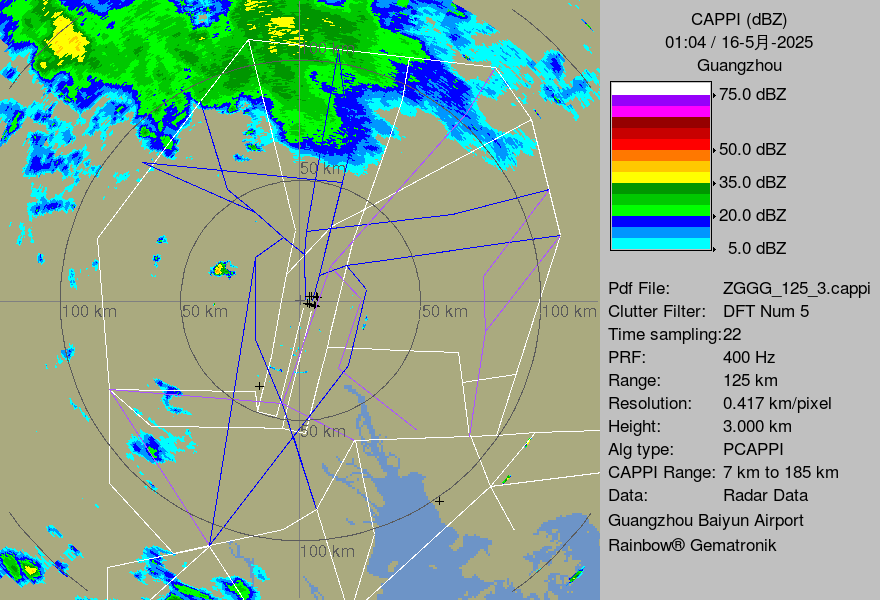 CAPPI (dBZ)
01:04 / 16-5月-2025
Guangzhou
75.0 dBZ
50.0 dBZ
35.0 dBZ
20.0 dBZ
5.0 dBZ
Pdf File: ZGGG_125_3.cappi
Clutter Filter: DFT Num 5
Time sampling:22
PRF: 400 Hz
Range: 125 km
Resolution: 0.417 km/pixel
Height: 3.000 km
Alg type: PCAPPI
CAPPI Range: 7 km to 185 km
Data: Radar Data
Guangzhou Baiyun Airport
Rainbow® Gematronik
100 km
50 km
100 km
50 km
50 km
100 km
50 km
100 km